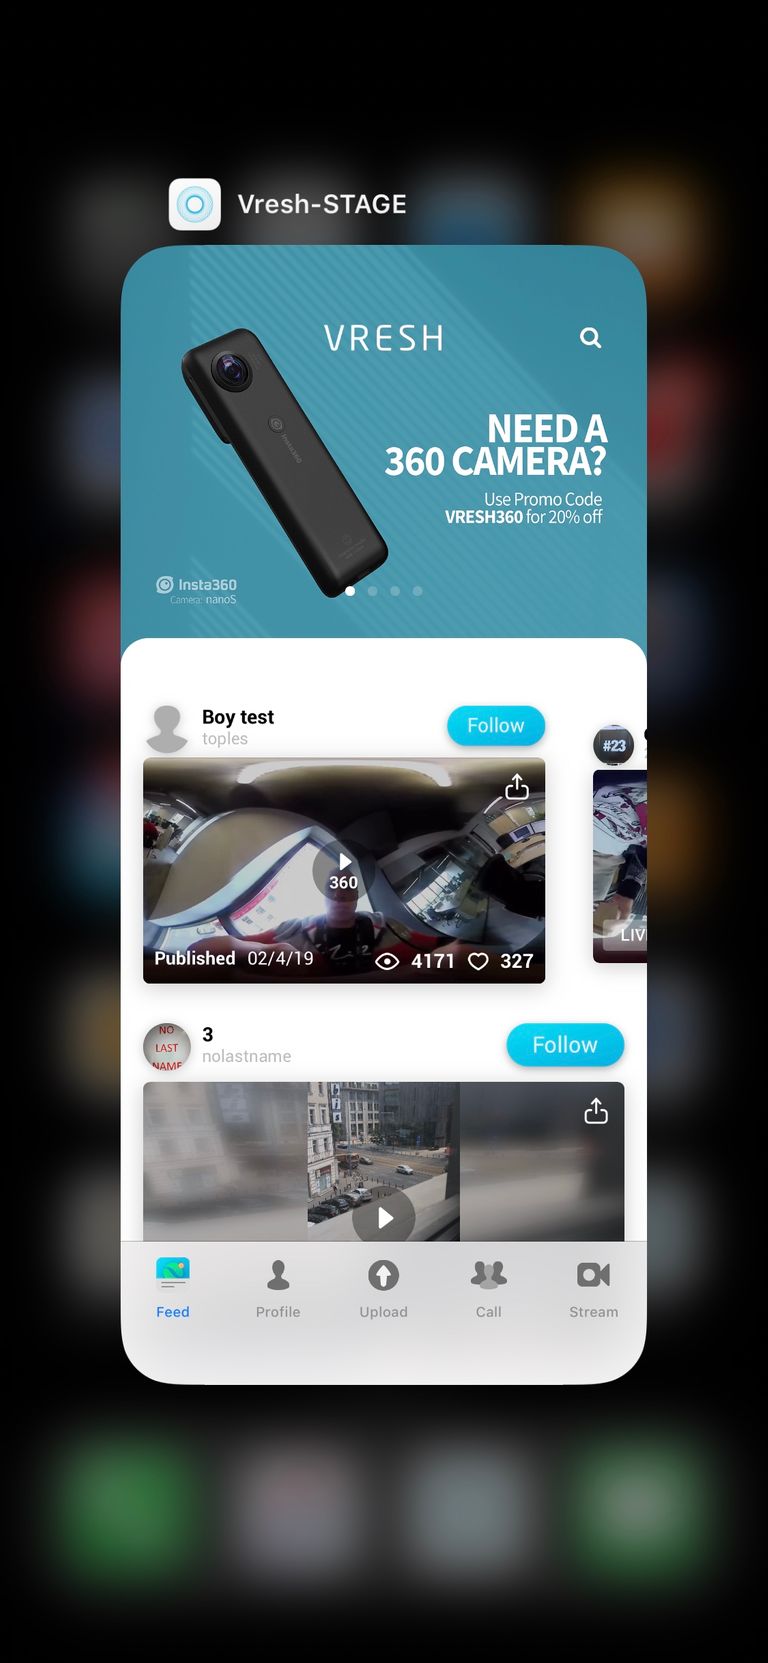 Vresh-STAGE
VRESH
NEED A
360 CAMERA?
Use Promo Code
VRESH360 for 20% off
Insta360
Insta360
Camera: nanoS
Boy test
toples
Follow
#23
360
LIV
Published 02/4/19 4171 327
NO
LAST
NAME
3
nolastname
Follow
Feed
Profile
Upload
Call
Stream